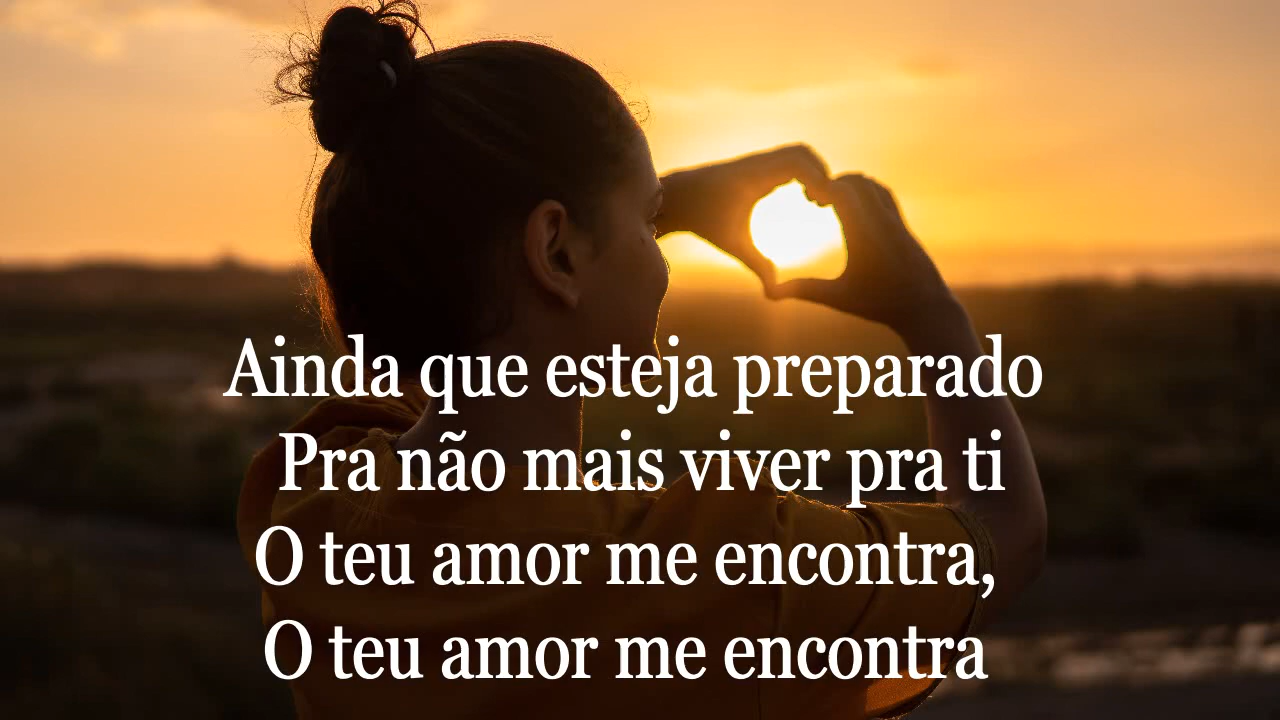 Ainda que esteja preparado
Pra não mais viver pra ti
O teu amor me encontra,
O teu amor me encontra